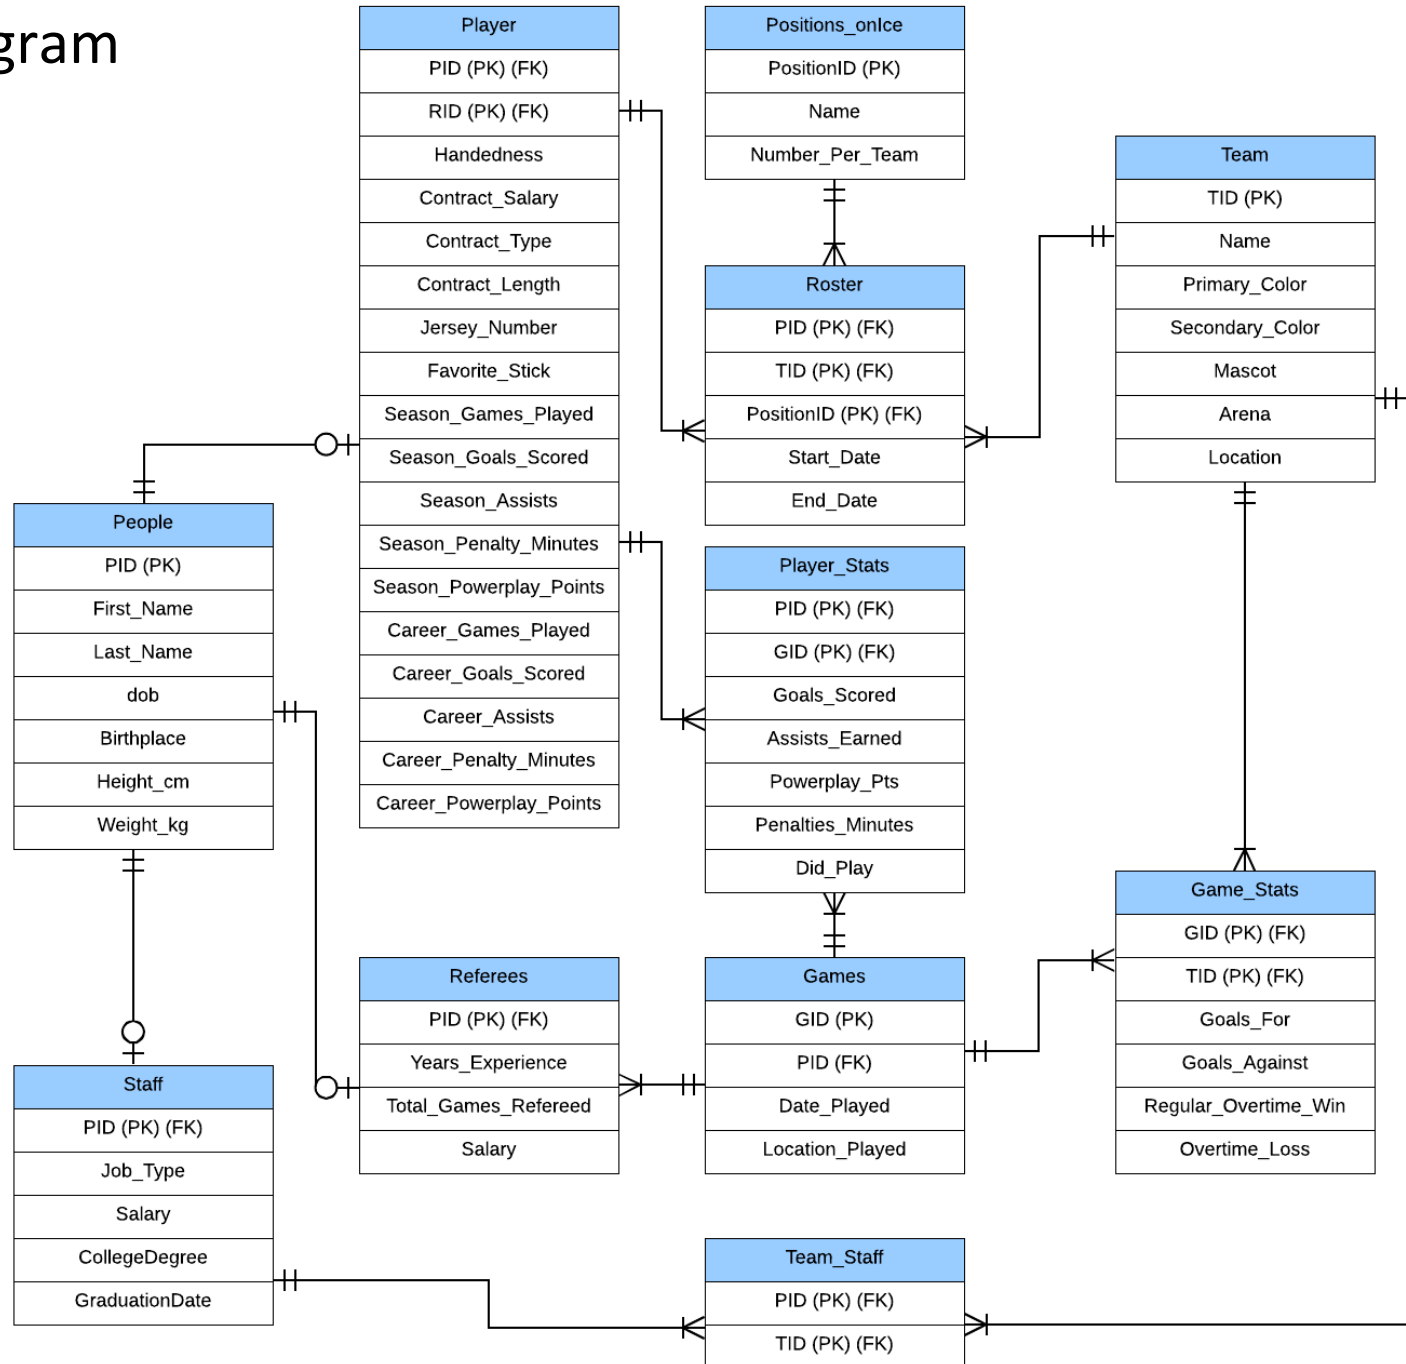 gram
Player
PID (PK) (FK)
RID (PK) (FK)
Handedness
Contract_Salary
Contract_Type
Contract_Length
Jersey_Number
Favorite_Stick
Season_Games_Played
Season_Goals_Scored
Season_Assists
Season_Penalty_Minutes
Season_Powerplay_Points
Career_Games_Played
Career_Goals_Scored
Career_Assists
Career_Penalty_Minutes
Career_Powerplay_Points
Positions_onIce
PositionID (PK)
Name
Number_Per_Team
Team
TID (PK)
Name
Primary_Color
Secondary_Color
Mascot
Arena
Location
Roster
PID (PK) (FK)
TID (PK) (FK)
PositionID (PK) (FK)
Start_Date
End_Date
People
PID (PK)
First_Name
Last_Name
dob
Birthplace
Height_cm
Weight_kg
Player_Stats
PID (PK) (FK)
GID (PK) (FK)
Goals_Scored
Assists_Earned
Powerplay_Pts
Penalties_Minutes
Did_Play
Game_Stats
GID (PK) (FK)
TID (PK) (FK)
Goals_For
Goals_Against
Regular_Overtime_Win
Overtime_Loss
Referees
PID (PK) (FK)
Years_Experience
Total_Games_Refereed
Salary
Games
GID (PK)
PID (FK)
Date_Played
Location_Played
Staff
PID (PK) (FK)
Job_Type
Salary
CollegeDegree
GraduationDate
Team_Staff
PID (PK) (FK)
TID (PK) (FK)